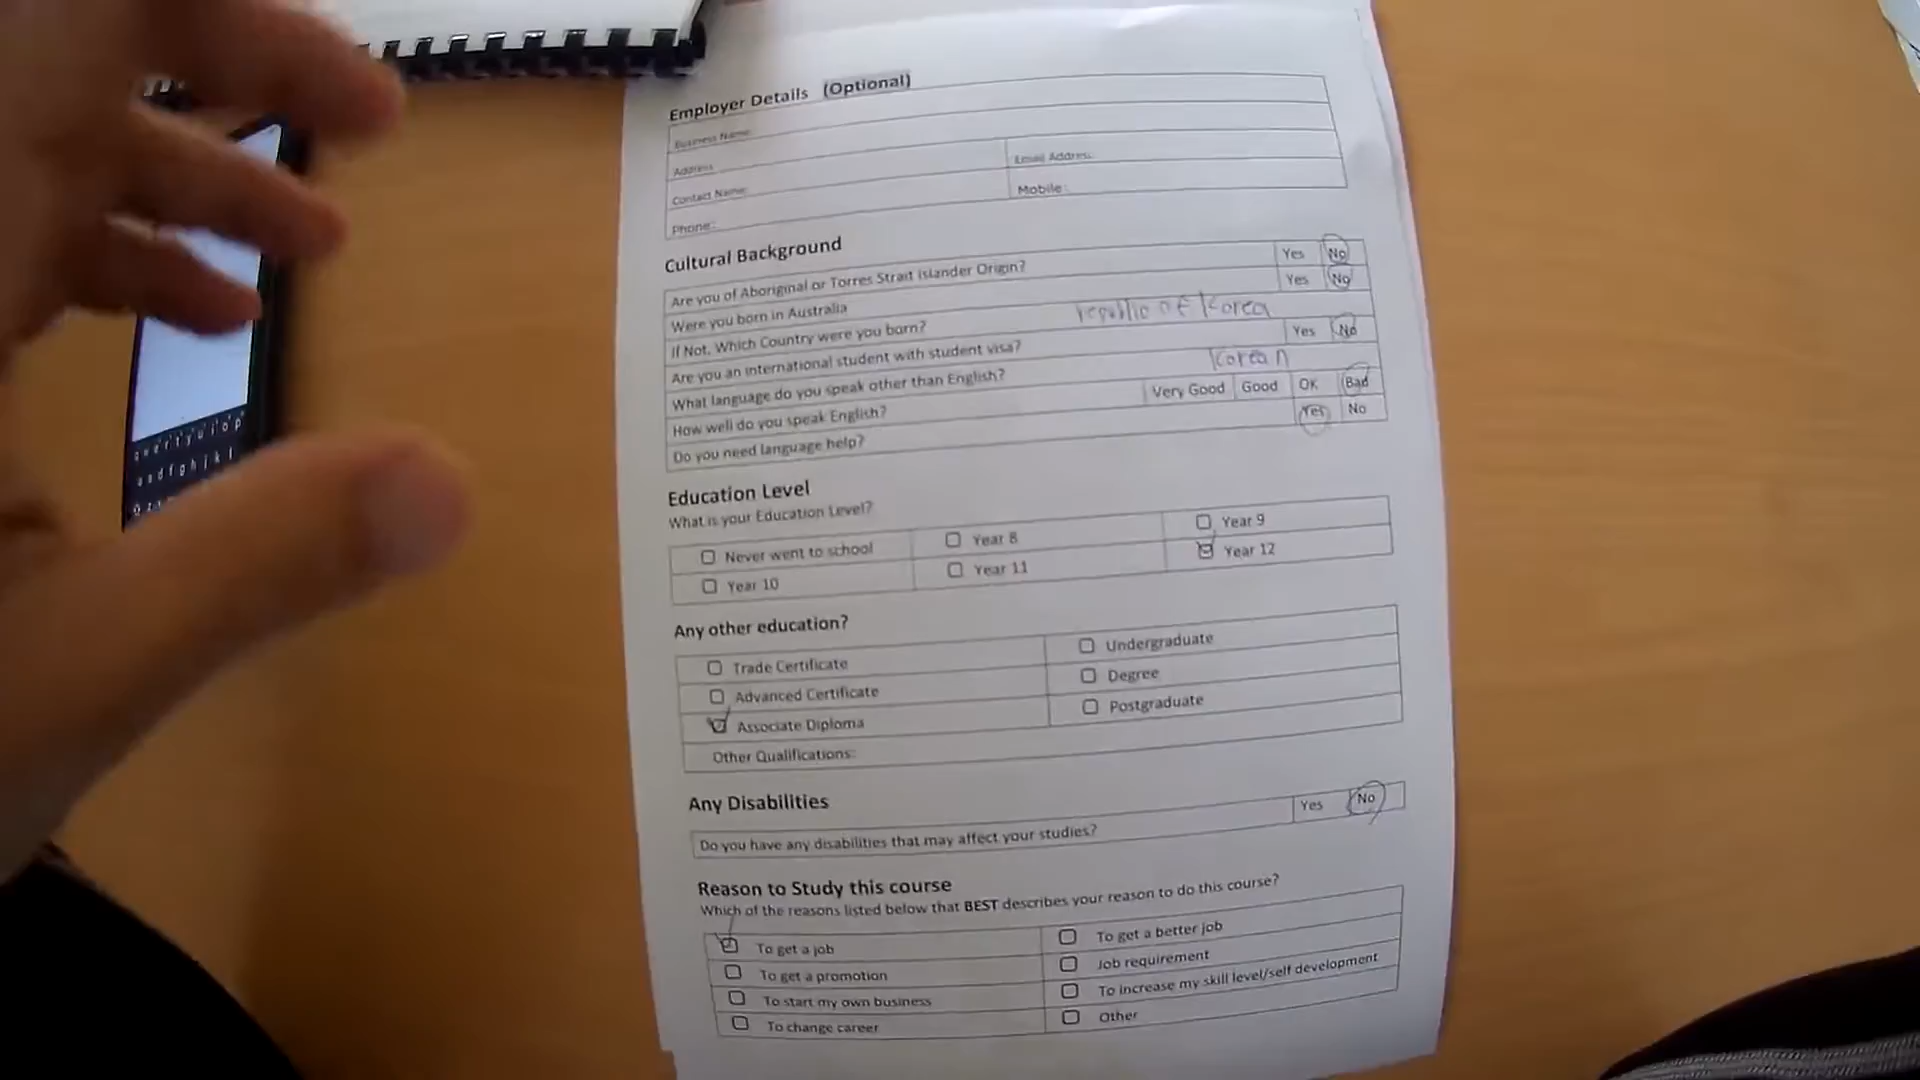 Employer Details (Optional)
Business Name:
Address
Email Address:
Contact Name:
Mobile:
Phone:
Cultural Background
Are you of Aboriginal or Torres Strait Islander Origin? Yes No
Were you born in Australia Yes No
If Not, Which Country were you born? republic of Korea
Are you an international student with student visa? Yes No
What language do you speak other than English? Korean
How well do you speak English? Very Good Good OK Bad
Do you need language help? Yes No
Education Level
What is your Education Level?
Never went to school Year 8 Year 9
Year 10 Year 11 Year 12
Any other education?
Trade Certificate Undergraduate
Advanced Certificate Degree
Associate Diploma Postgraduate
Other Qualifications:
Any Disabilities
Do you have any disabilities that may affect your studies? Yes No
Reason to Study this course
Which of the reasons listed below that BEST describes your reason to do this course?
To get a job To get a better job
To get a promotion Job requirement
To start my own business To increase my skill level/self development
To change career Other
q w e r t y u i o p
a s d f g h j k l